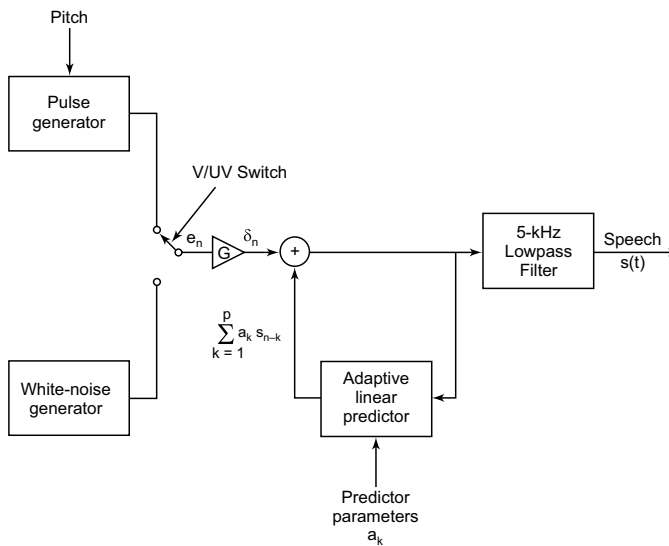 Pitch
Pulse
generator
V/UV Switch
e_n
G
δ_n
+
5-kHz
Lowpass
Filter
Speech
s(t)
p
∑ a_k s_{n–k}
k = 1
White-noise
generator
Adaptive
linear
predictor
Predictor
parameters
a_k